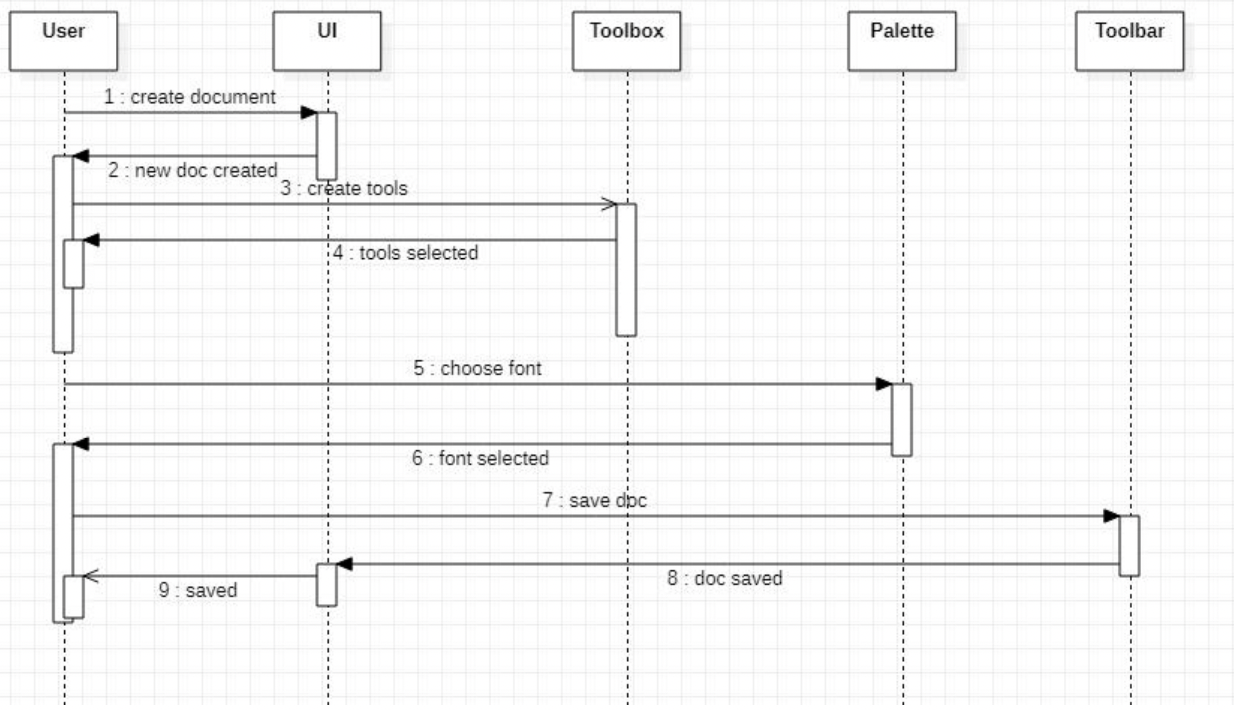 User
UI
Toolbox
Palette
Toolbar
1 : create document
2 : new doc created
3 : create tools
4 : tools selected
5 : choose font
6 : font selected
7 : save doc
8 : doc saved
9 : saved